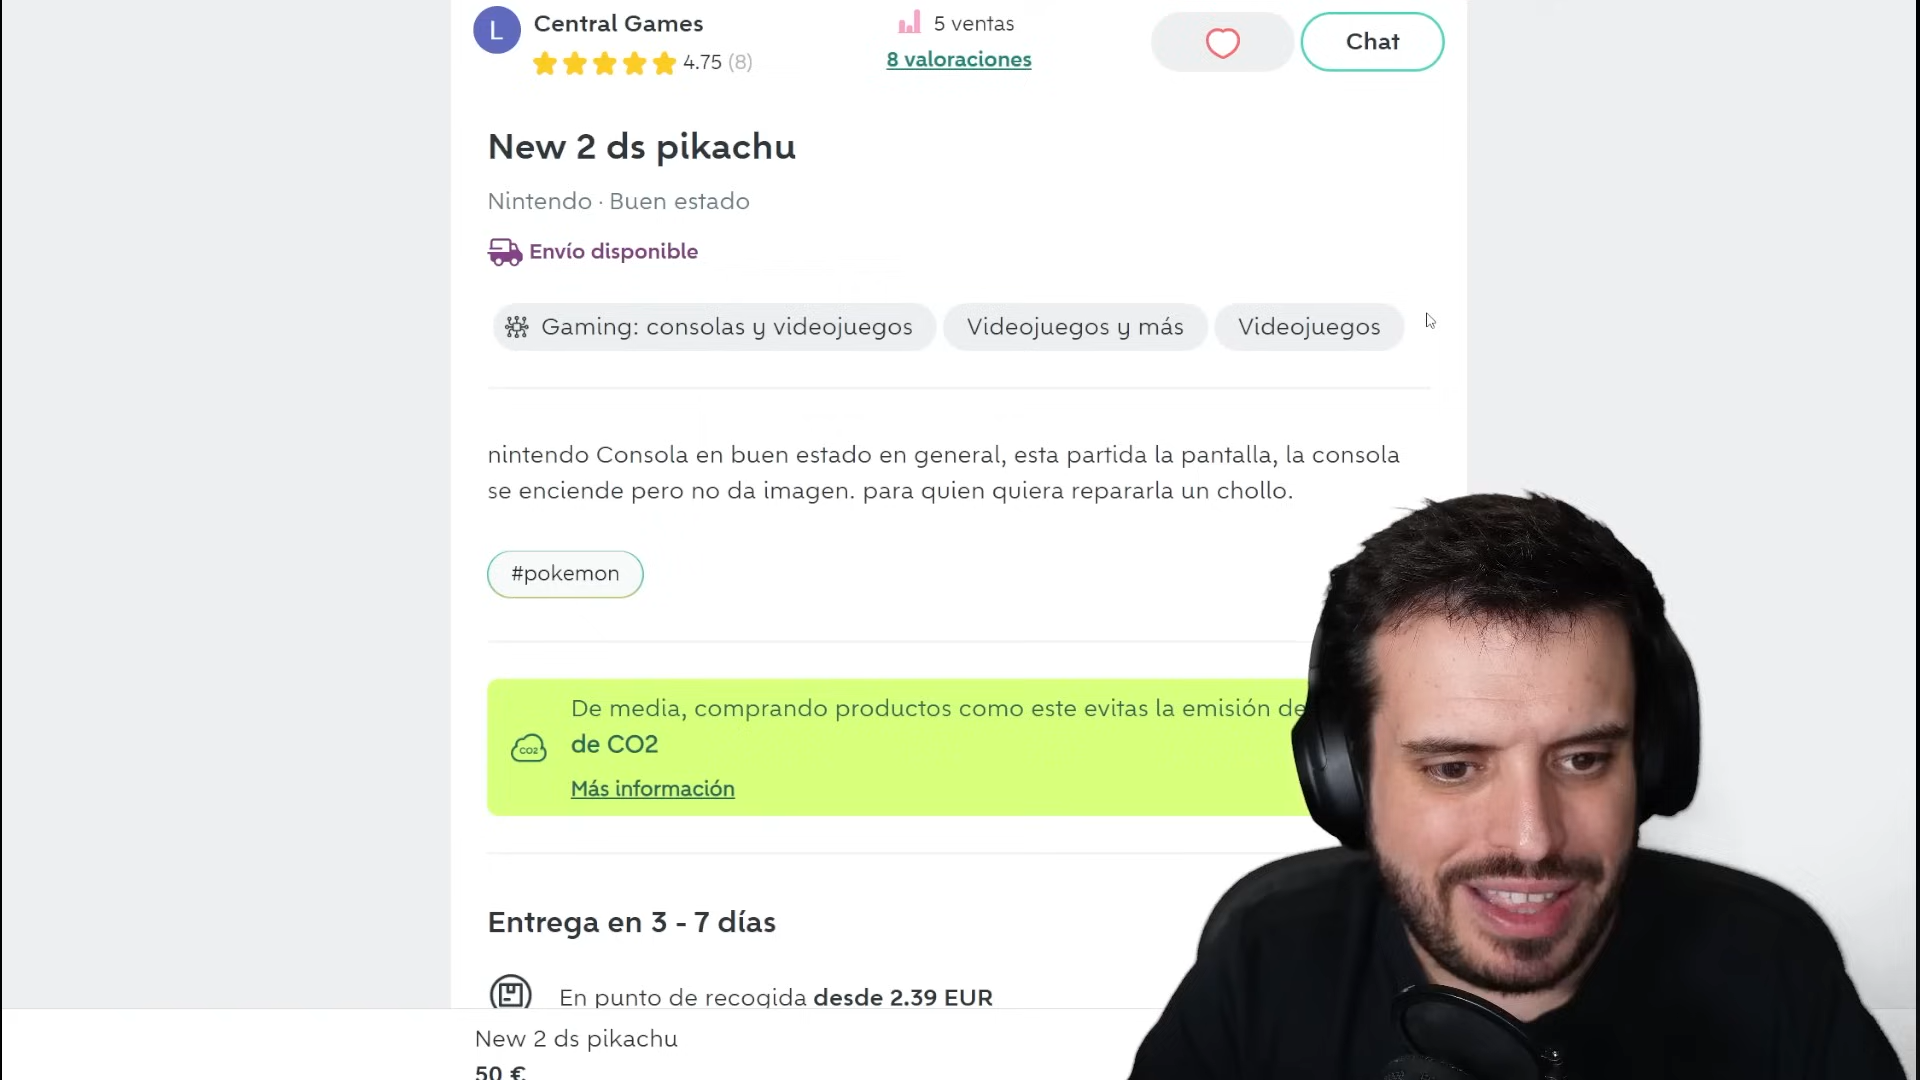 L
Central Games
4.75 (8)
5 ventas
8 valoraciones
Chat
New 2 ds pikachu
Nintendo · Buen estado
Envío disponible
Gaming: consolas y videojuegos
Videojuegos y más
Videojuegos
nintendo Consola en buen estado en general, esta partida la pantalla, la consola
se enciende pero no da imagen. para quien quiera repararla un chollo.
#pokemon
De media, comprando productos como este evitas la emisión de
CO2
de CO2
Más información
Entrega en 3 - 7 días
En punto de recogida desde 2.39 EUR
New 2 ds pikachu
50 €